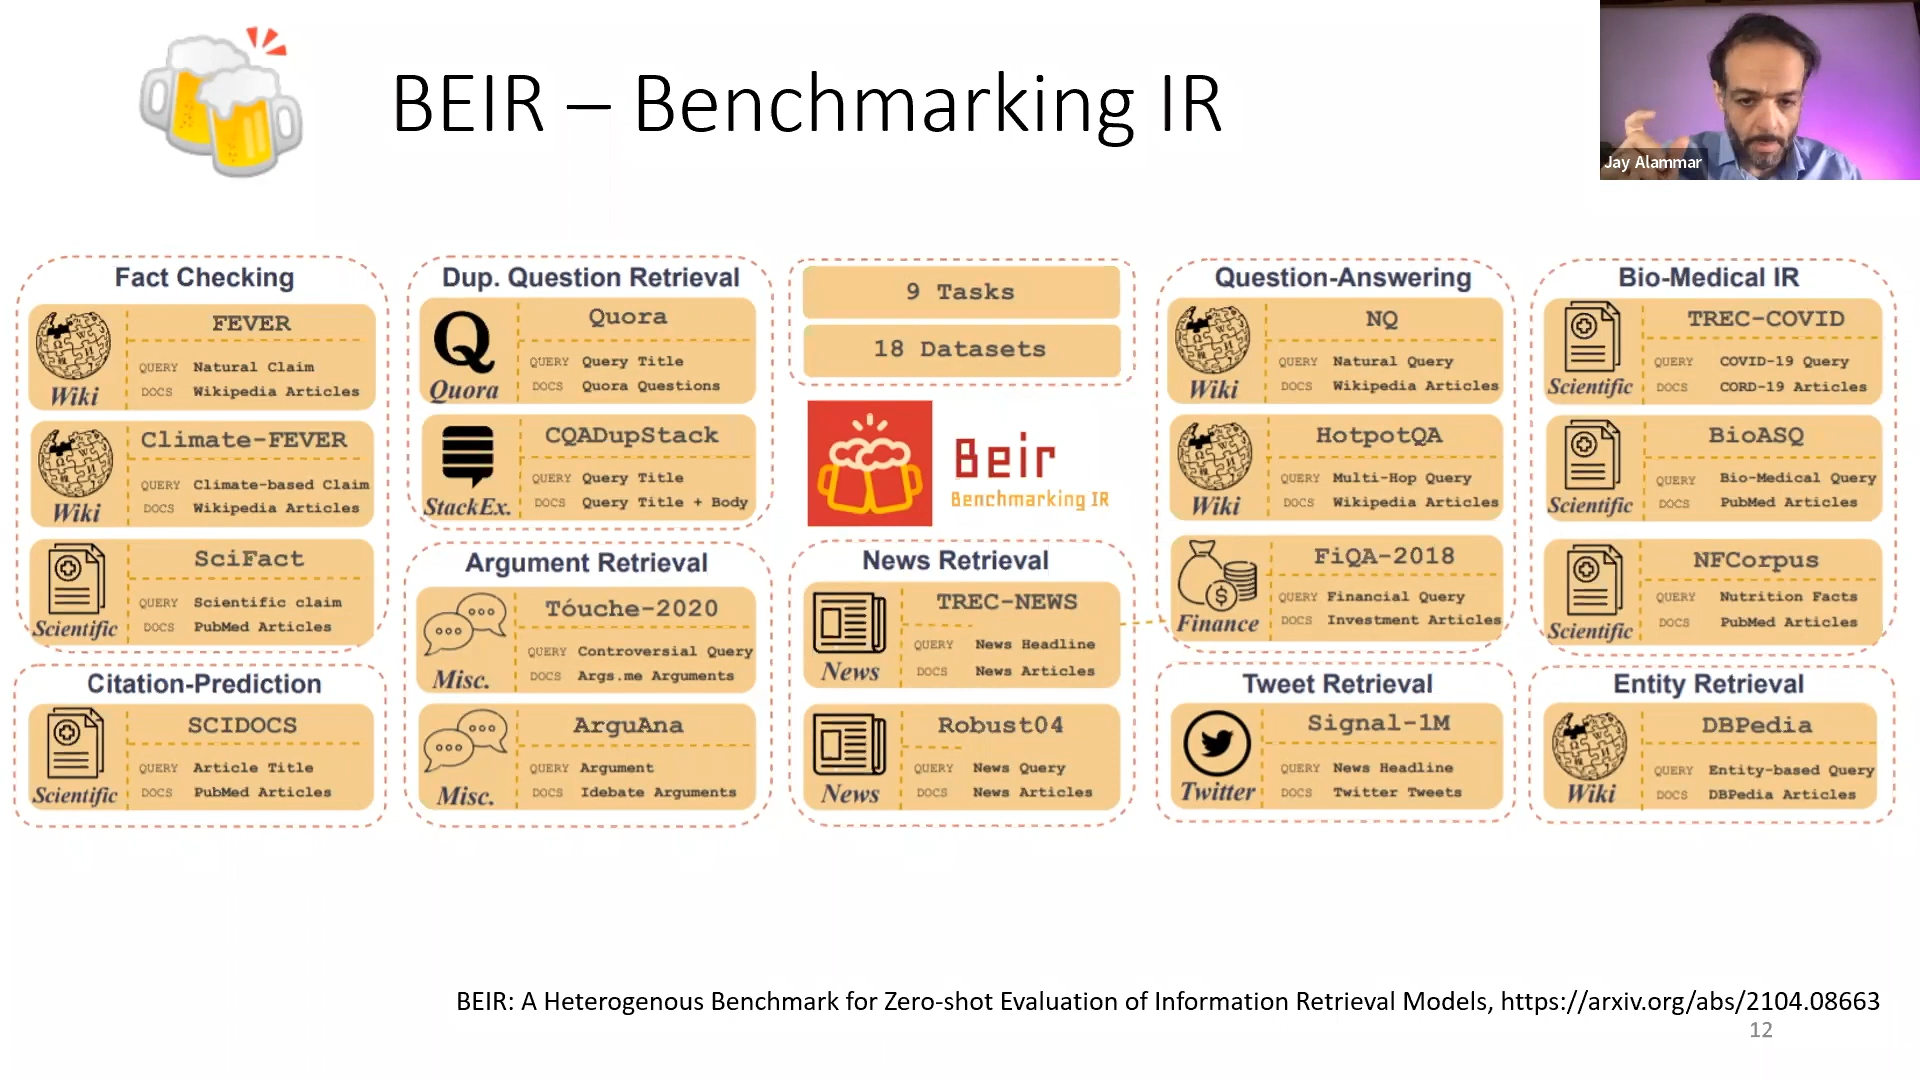 BEIR – Benchmarking IR
Jay Alammar
Fact Checking
FEVER
QUERY Natural Claim
DOCS Wikipedia Articles
Wiki
Climate-FEVER
QUERY Climate-based Claim
DOCS Wikipedia Articles
Wiki
SciFact
QUERY Scientific claim
DOCS PubMed Articles
Scientific
Citation-Prediction
SCIDOCS
QUERY Article Title
DOCS PubMed Articles
Scientific
Dup. Question Retrieval
Quora
QUERY Query Title
DOCS Quora Questions
Q
Quora
CQADupStack
QUERY Query Title
DOCS Query Title + Body
StackEx.
Argument Retrieval
Tóuche-2020
QUERY Controversial Query
DOCS Args.me Arguments
Misc.
ArguAna
QUERY Argument
DOCS Idebate Arguments
Misc.
9 Tasks
18 Datasets
Beir
Benchmarking IR
News Retrieval
TREC-NEWS
QUERY News Headline
DOCS News Articles
News
Robust04
QUERY News Query
DOCS News Articles
News
Question-Answering
NQ
QUERY Natural Query
DOCS Wikipedia Articles
Wiki
HotpotQA
QUERY Multi-Hop Query
DOCS Wikipedia Articles
Wiki
FiQA-2018
QUERY Financial Query
DOCS Investment Articles
Finance
Tweet Retrieval
Signal-1M
QUERY News Headline
DOCS Twitter Tweets
Twitter
Bio-Medical IR
TREC-COVID
QUERY COVID-19 Query
DOCS CORD-19 Articles
Scientific
BioASQ
QUERY Bio-Medical Query
DOCS PubMed Articles
Scientific
NFCorpus
QUERY Nutrition Facts
DOCS PubMed Articles
Scientific
Entity Retrieval
DBPedia
QUERY Entity-based Query
DOCS DBPedia Articles
Wiki
BEIR: A Heterogenous Benchmark for Zero-shot Evaluation of Information Retrieval Models, https://arxiv.org/abs/2104.08663
12